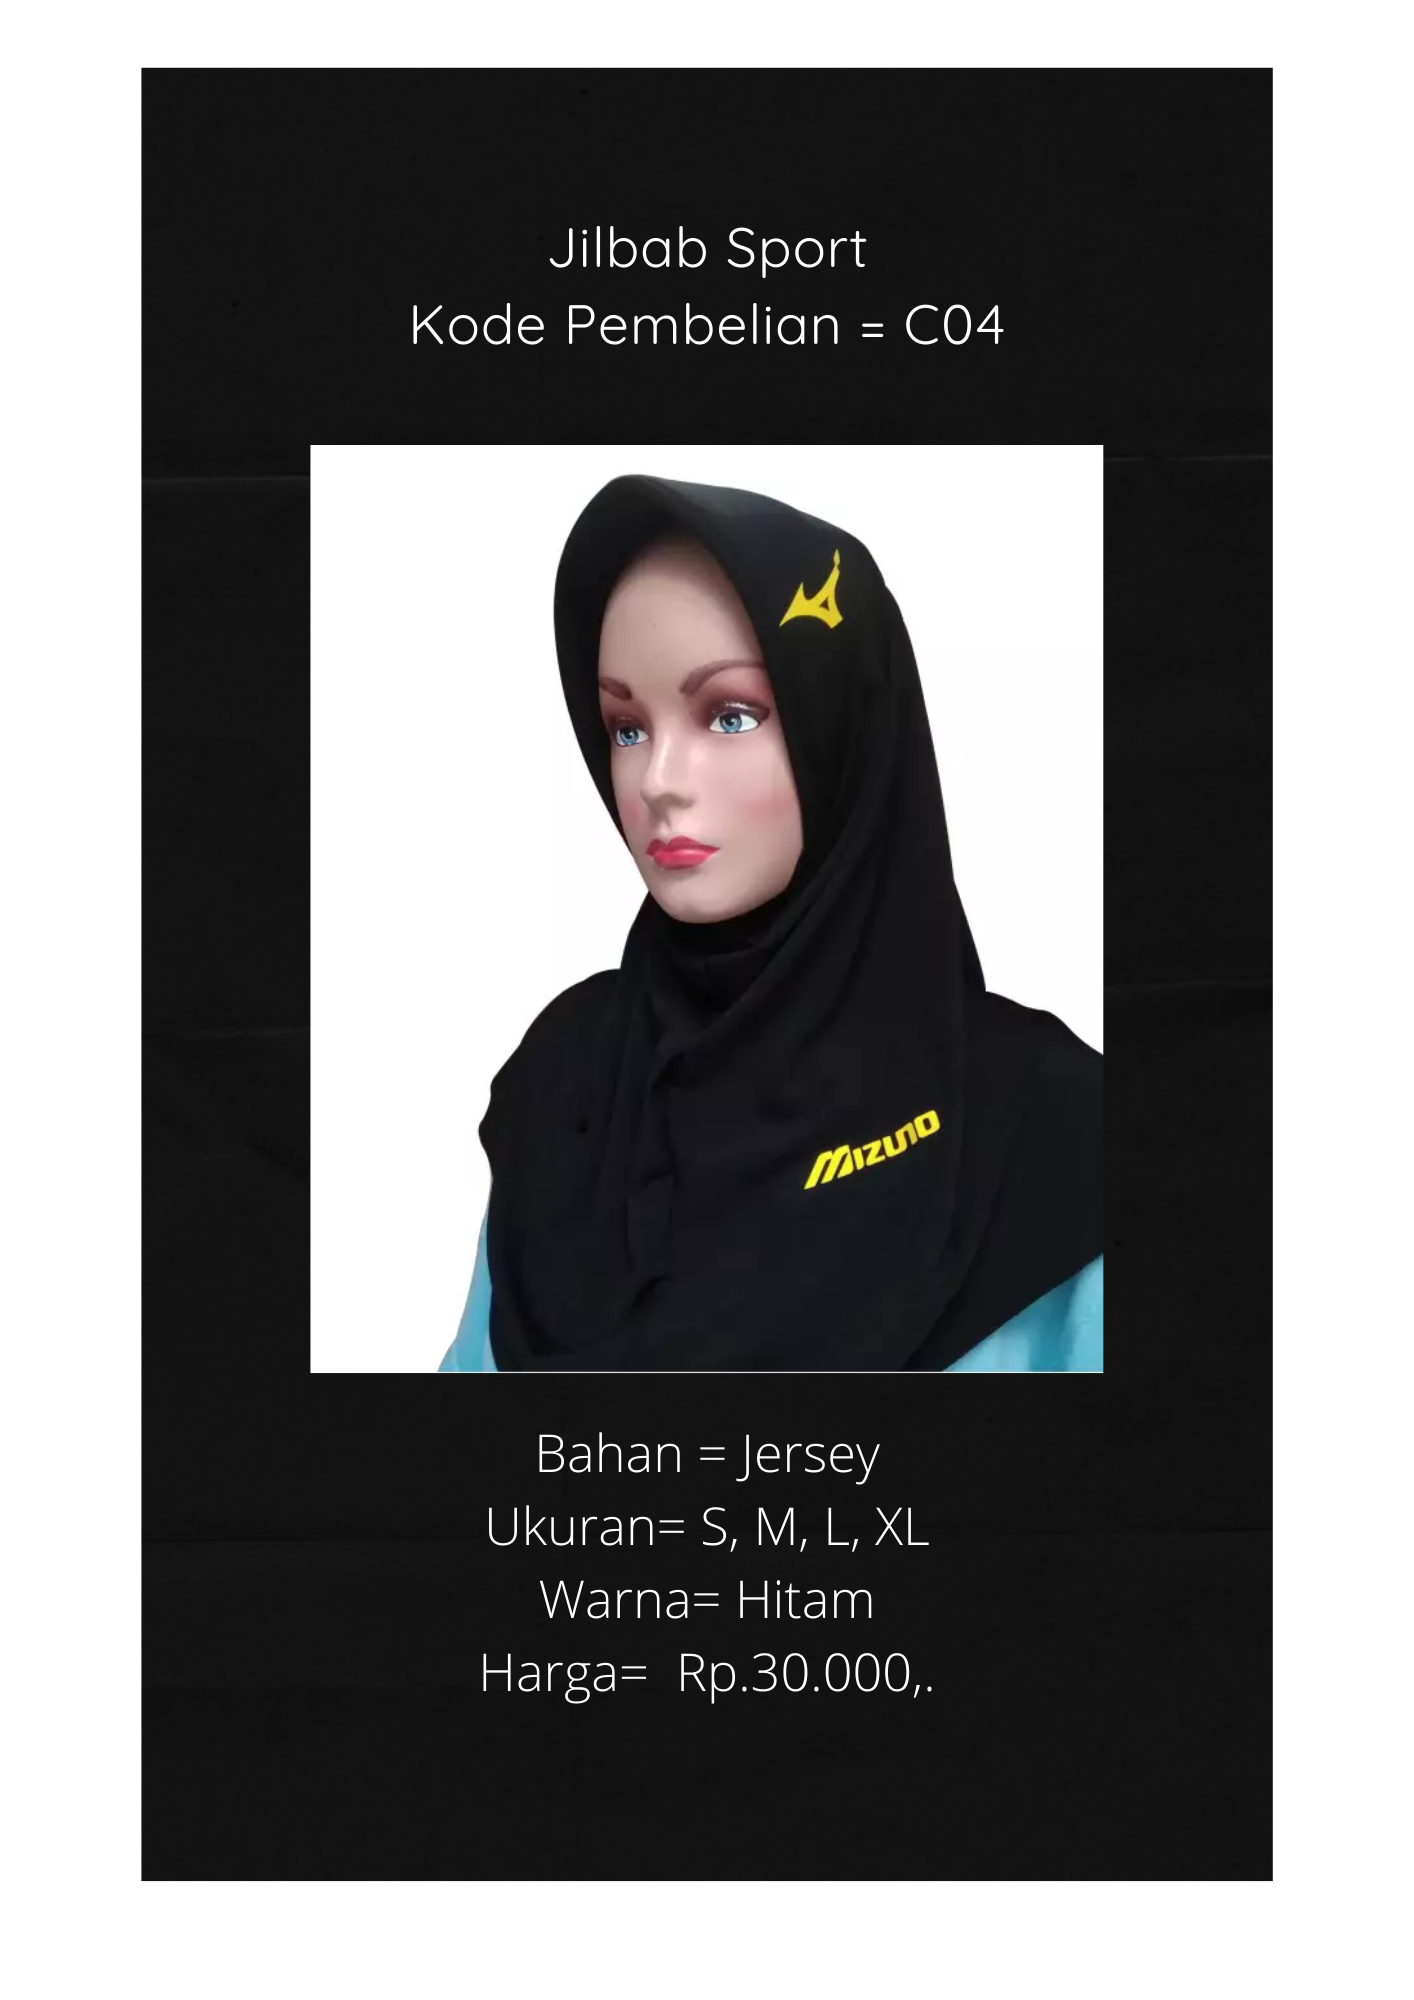 Jilbab Sport
Kode Pembelian = C04
MIZUNO
Bahan = Jersey
Ukuran= S, M, L, XL
Warna= Hitam
Harga=  Rp.30.000,.